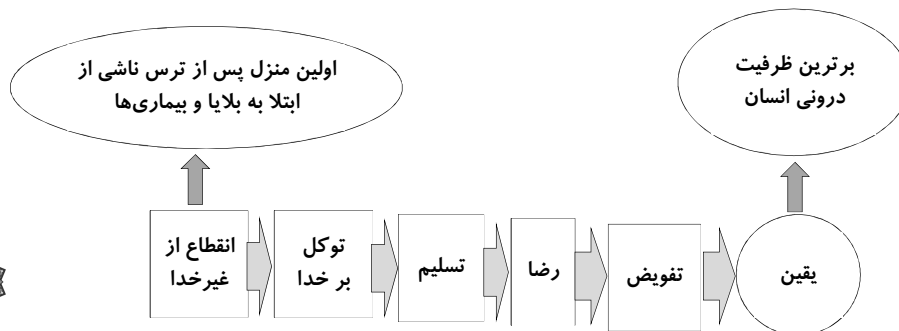 اولین منزل پس از ترس ناشی از
ابتلا به بلایا و بیماری‌ها
برترین ظرفیت
درونی انسان
انقطاع از
غیرخدا
توکل
بر خدا
تسلیم
رضا
تفویض
یقین